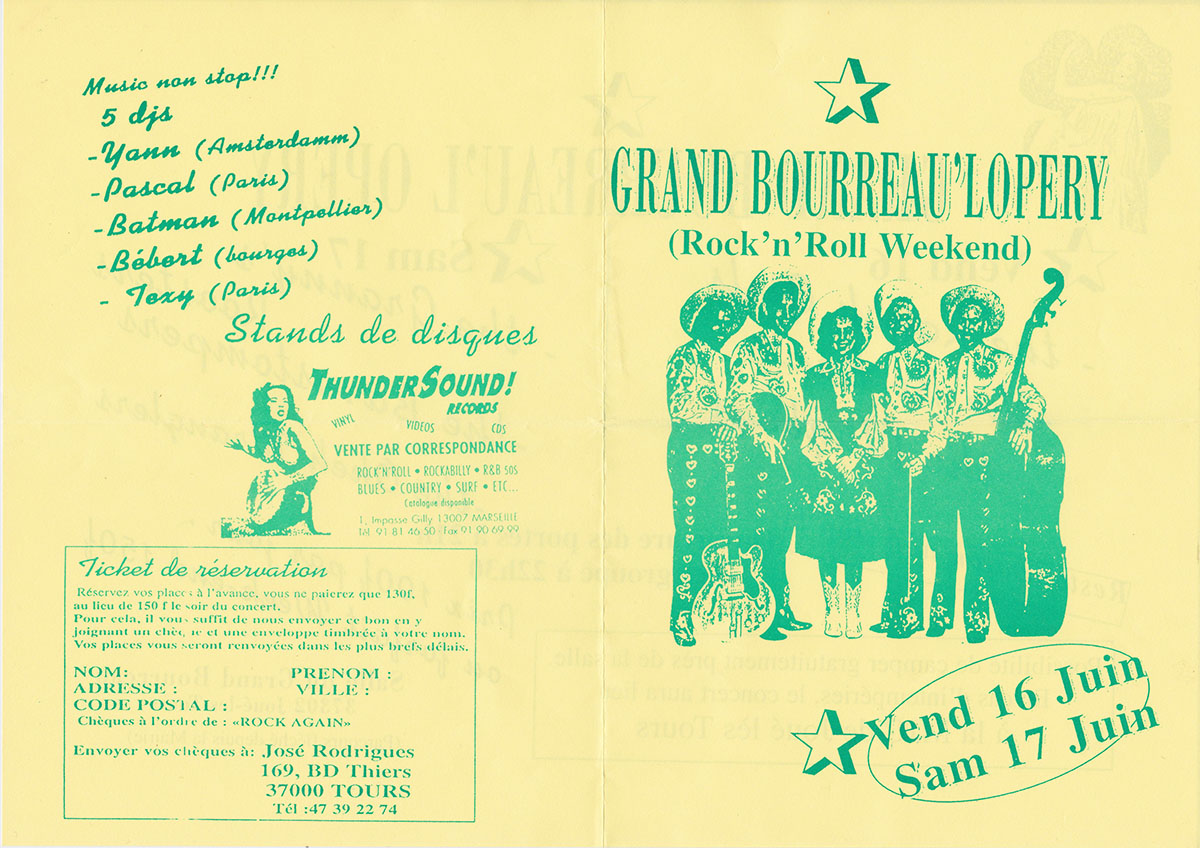 Music non stop!!!
5 djs
-Yann (Amsterdamm)
-Pascal (Paris)
-Batman (Montpellier)
-Bébert (bourges)
- Texy (Paris)
Stands de disques
THUNDERSOUND!
RECORDS
VINYL VIDEOS CDS
VENTE PAR CORRESPONDANCE
ROCK'N'ROLL • ROCKABILLY • R&B 50S
BLUES • COUNTRY • SURF • ETC...
Catalogue disponible
1, Impasse Gilly 13007 MARSEILLE
Tél 91 81 46 50 - Fax 91 90 69 99
Ticket de réservation
Réservez vos places à l'avance, vous ne paierez que 130f,
au lieu de 150 f le soir du concert.
Pour cela, il vous suffit de nous envoyer ce bon en y
joignant un chèque et une enveloppe timbrée à votre nom.
Vos places vous seront renvoyées dans les plus brefs délais.
NOM: PRENOM :
ADRESSE : VILLE :
CODE POSTAL :
Chèques à l'ordre de : «ROCK AGAIN»
Envoyer vos chèques à: José Rodrigues
169, BD Thiers
37000 TOURS
Tél :47 39 22 74
GRAND BOURREAU'LOPERY
(Rock'n'Roll Weekend)
Vend 16 Juin
Sam 17 Juin